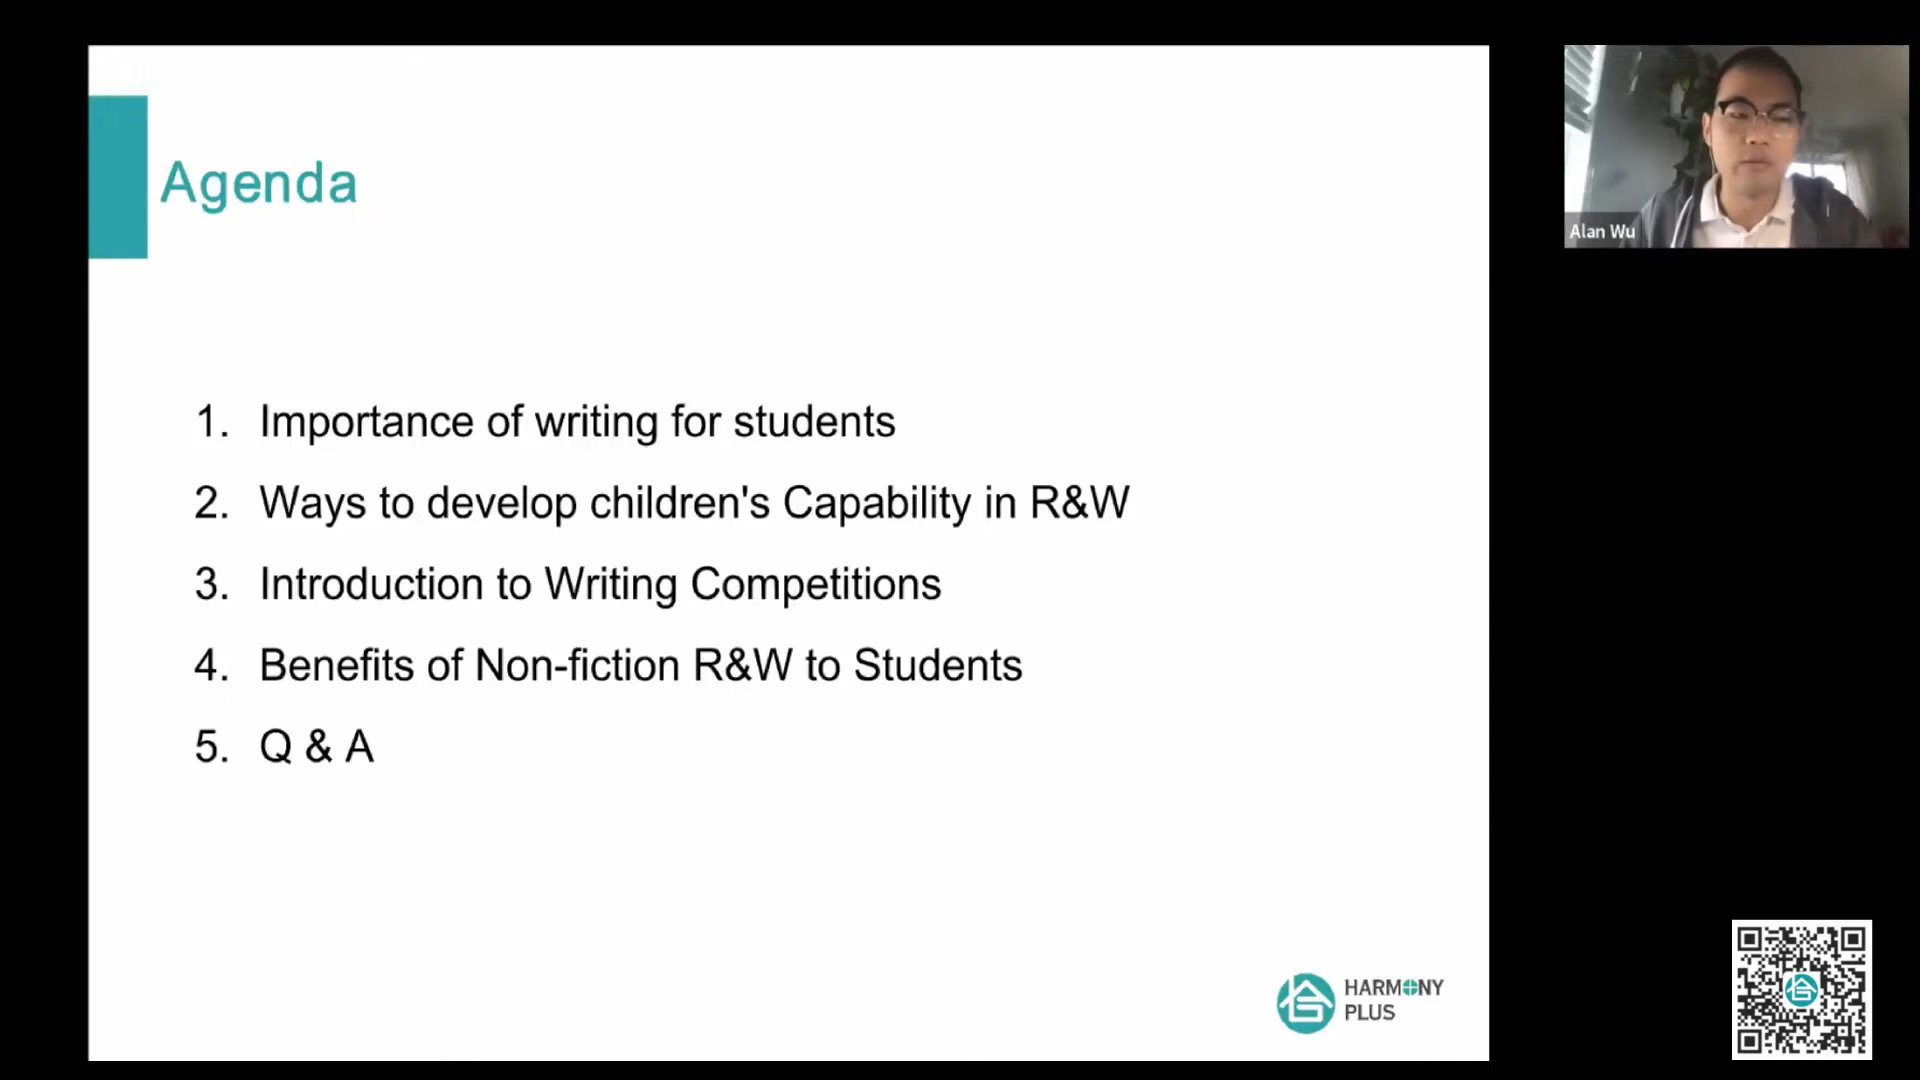 Agenda
1. Importance of writing for students
2. Ways to develop children's Capability in R&W
3. Introduction to Writing Competitions
4. Benefits of Non-fiction R&W to Students
5. Q & A
HARMONY
PLUS
Alan Wu